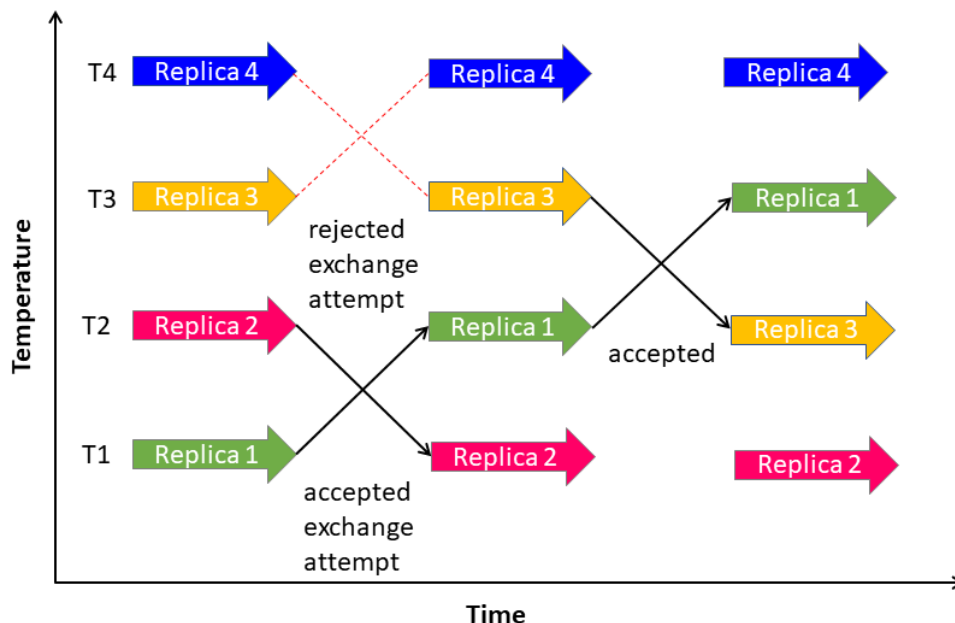 T4
Replica 4
Replica 4
Replica 4
T3
Replica 3
Replica 3
Replica 1
rejected
exchange
attempt
T2
Replica 2
Replica 1
Replica 3
accepted
T1
Replica 1
Replica 2
Replica 2
accepted
exchange
attempt
Temperature
Time